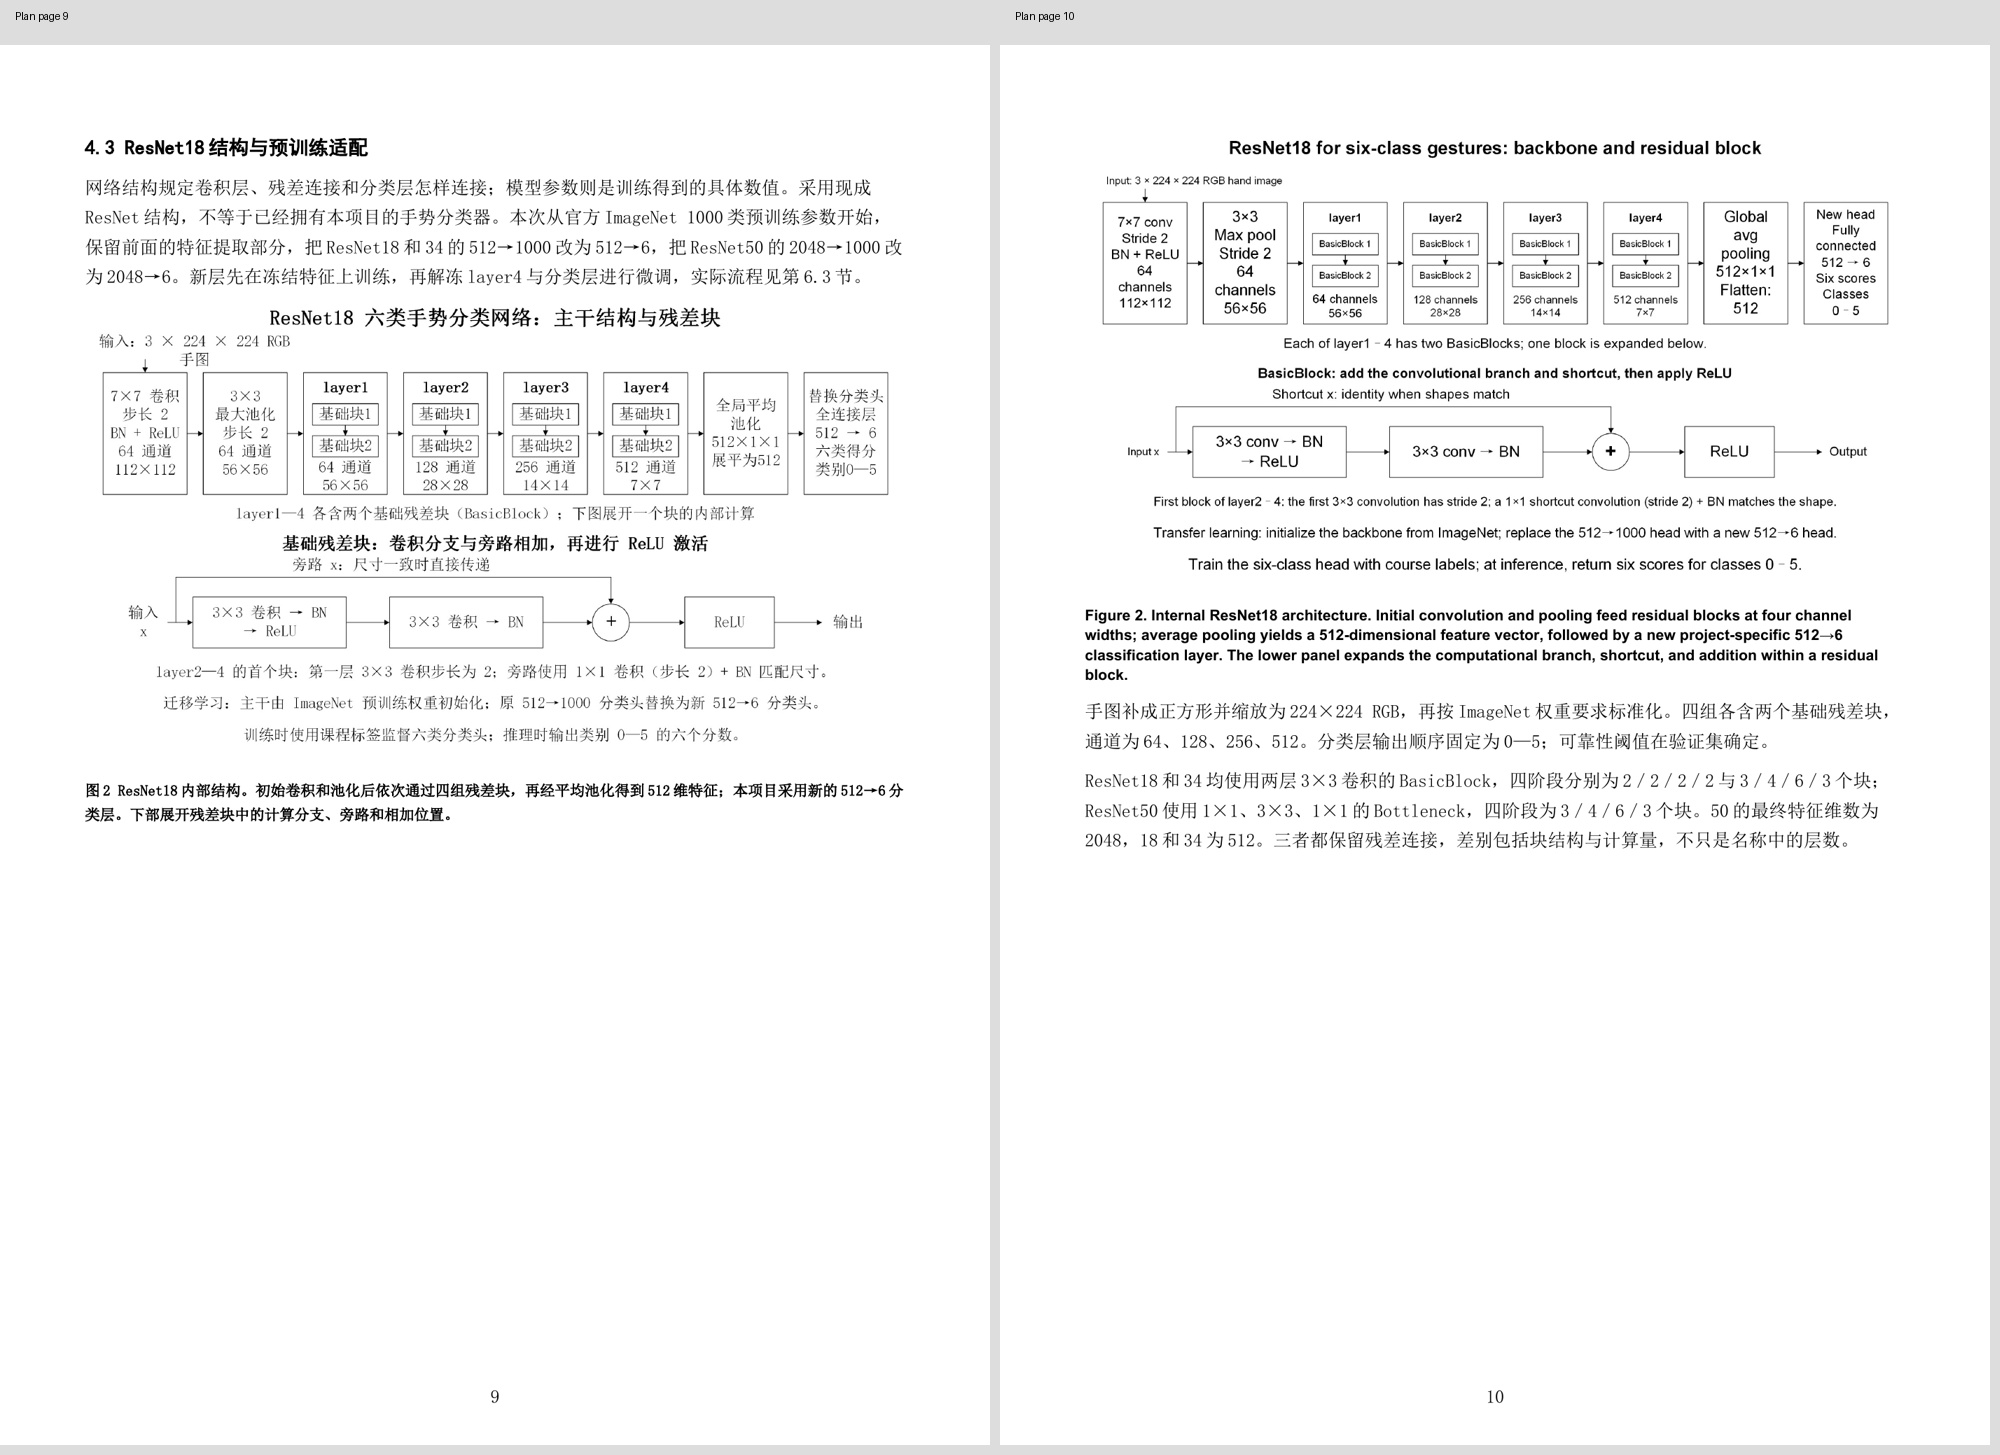 Plan page 9
4.3 ResNet18结构与预训练适配
网络结构规定卷积层、残差连接和分类层怎样连接；模型参数则是训练得到的具体数值。采用现成
ResNet 结构，不等于已经拥有本项目的手势分类器。本次从官方 ImageNet 1000 类预训练参数开始，
保留前面的特征提取部分，把 ResNet18 和 34 的 512→1000 改为 512→6，把 ResNet50 的 2048→1000 改
为 2048→6。新层先在冻结特征上训练，再解冻 layer4 与分类层进行微调，实际流程见第 6.3 节。
ResNet18 六类手势分类网络：主干结构与残差块
输入：3 × 224 × 224 RGB
手图
7×7 卷积
步长 2
BN + ReLU
64 通道
112×112
3×3
最大池化
步长 2
64 通道
56×56
layer1
基础块1
基础块2
64 通道
56×56
layer2
基础块1
基础块2
128 通道
28×28
layer3
基础块1
基础块2
256 通道
14×14
layer4
基础块1
基础块2
512 通道
7×7
全局平均
池化
512×1×1
展平为512
替换分类头
全连接层
512 → 6
六类得分
类别0—5
layer1—4 各含两个基础残差块（BasicBlock）；下图展开一个块的内部计算
基础残差块：卷积分支与旁路相加，再进行 ReLU 激活
旁路 x：尺寸一致时直接传递
输入
x
3×3 卷积 → BN
→ ReLU
3×3 卷积 → BN
+
ReLU
输出
layer2—4 的首个块：第一层 3×3 卷积步长为 2；旁路使用 1×1 卷积（步长 2）+ BN 匹配尺寸。
迁移学习：主干由 ImageNet 预训练权重初始化；原 512→1000 分类头替换为新 512→6 分类头。
训练时使用课程标签监督六类分类头；推理时输出类别 0—5 的六个分数。
图 2 ResNet18 内部结构。初始卷积和池化后依次通过四组残差块，再经平均池化得到 512 维特征；本项目采用新的 512→6 分
类层。下部展开残差块中的计算分支、旁路和相加位置。
9
Plan page 10
ResNet18 for six-class gestures: backbone and residual block
Input: 3 × 224 × 224 RGB hand image
7×7 conv
Stride 2
BN + ReLU
64
channels
112×112
3×3
Max pool
Stride 2
64
channels
56×56
layer1
BasicBlock 1
BasicBlock 2
64 channels
56×56
layer2
BasicBlock 1
BasicBlock 2
128 channels
28×28
layer3
BasicBlock 1
BasicBlock 2
256 channels
14×14
layer4
BasicBlock 1
BasicBlock 2
512 channels
7×7
Global
avg
pooling
512×1×1
Flatten:
512
New head
Fully
connected
512 → 6
Six scores
Classes
0–5
Each of layer1–4 has two BasicBlocks; one block is expanded below.
BasicBlock: add the convolutional branch and shortcut, then apply ReLU
Shortcut x: identity when shapes match
Input x
3×3 conv → BN
→ ReLU
3×3 conv → BN
+
ReLU
Output
First block of layer2–4: the first 3×3 convolution has stride 2; a 1×1 shortcut convolution (stride 2) + BN matches the shape.
Transfer learning: initialize the backbone from ImageNet; replace the 512→1000 head with a new 512→6 head.
Train the six-class head with course labels; at inference, return six scores for classes 0–5.
Figure 2. Internal ResNet18 architecture. Initial convolution and pooling feed residual blocks at four channel
widths; average pooling yields a 512-dimensional feature vector, followed by a new project-specific 512→6
classification layer. The lower panel expands the computational branch, shortcut, and addition within a residual
block.
手图补成正方形并缩放为 224×224 RGB，再按 ImageNet 权重要求标准化。四组各含两个基础残差块，
通道为 64、128、256、512。分类层输出顺序固定为 0—5；可靠性阈值在验证集确定。
ResNet18 和 34 均使用两层 3×3 卷积的 BasicBlock，四阶段分别为 2 / 2 / 2 / 2 与 3 / 4 / 6 / 3 个块；
ResNet50 使用 1×1、3×3、1×1 的 Bottleneck，四阶段为 3 / 4 / 6 / 3 个块。50 的最终特征维数为
2048，18 和 34 为 512。三者都保留残差连接，差别包括块结构与计算量，不只是名称中的层数。
10